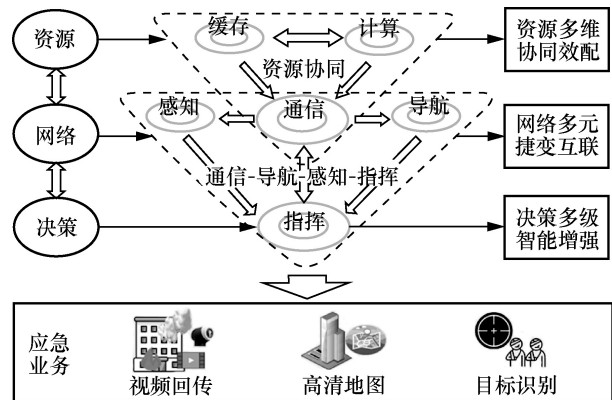 资源
缓存
计算
资源多维
协同效配
资源协同
感知
通信
导航
网络
网络多元
捷变互联
通信-导航-感知-指挥
决策
指挥
决策多级
智能增强
应急
业务
视频回传
高清地图
目标识别